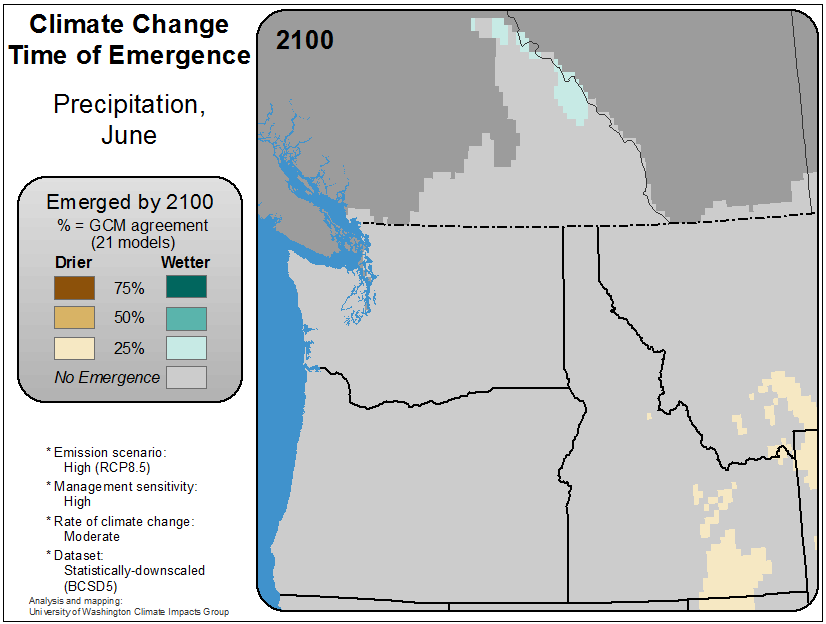 Climate Change
Time of Emergence
Precipitation,
June
2100
Emerged by 2100
% = GCM agreement
(21 models)
Drier Wetter
75%
50%
25%
No Emergence
* Emission scenario:
High (RCP8.5)
* Management sensitivity:
High
* Rate of climate change:
Moderate
* Dataset:
Statistically-downscaled
(BCSD5)
Analysis and mapping:
University of Washington Climate Impacts Group